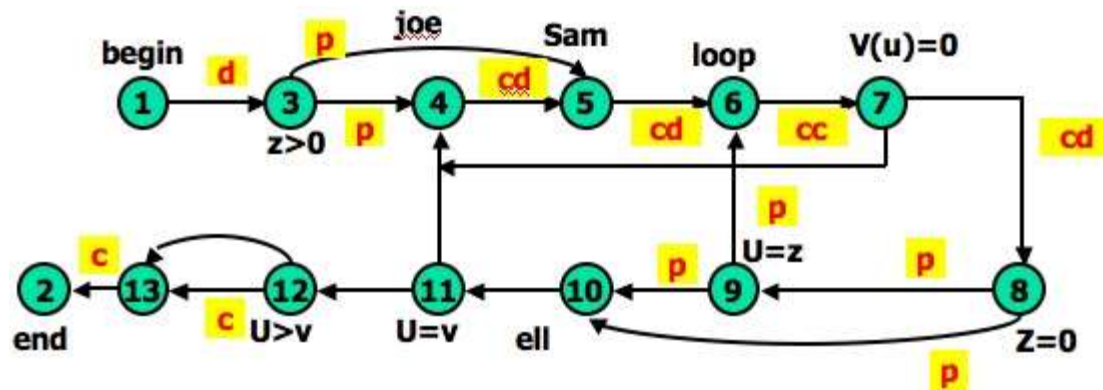 joe
p
Sam
begin
loop
V(u)=0
d
cd
1
3
4
5
6
7
z>0
p
cd
cc
cd
p
U=z
c
p
p
2
13
12
11
10
9
8
c
end
U>v
U=v
ell
Z=0
p